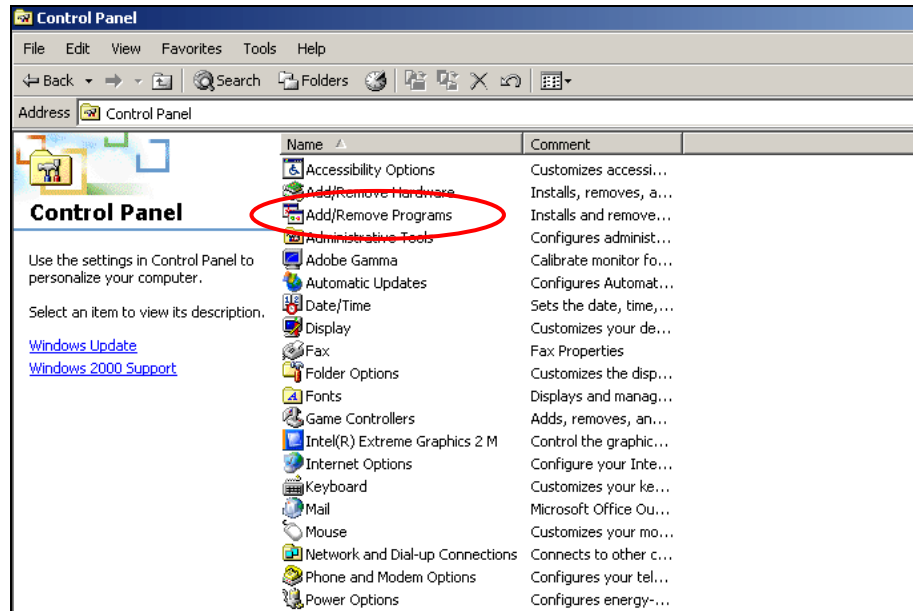 Control Panel
File Edit View Favorites Tools Help
Back Search Folders
Address Control Panel
Control Panel
Use the settings in Control Panel to
personalize your computer.
Select an item to view its description.
Windows Update
Windows 2000 Support
Name Comment
Accessibility Options Customizes accessi...
Add/Remove Hardware Installs, removes, a...
Add/Remove Programs Installs and remove...
Administrative Tools Configures administ...
Adobe Gamma Calibrate monitor fo...
Automatic Updates Configures Automat...
Date/Time Sets the date, time,...
Display Customizes your de...
Fax Fax Properties
Folder Options Customizes the disp...
Fonts Displays and manag...
Game Controllers Adds, removes, an...
Intel(R) Extreme Graphics 2 M Control the graphic...
Internet Options Configure your Inte...
Keyboard Customizes your ke...
Mail Microsoft Office Ou...
Mouse Customizes your mo...
Network and Dial-up Connections Connects to other c...
Phone and Modem Options Configures your tel...
Power Options Configures energy-...